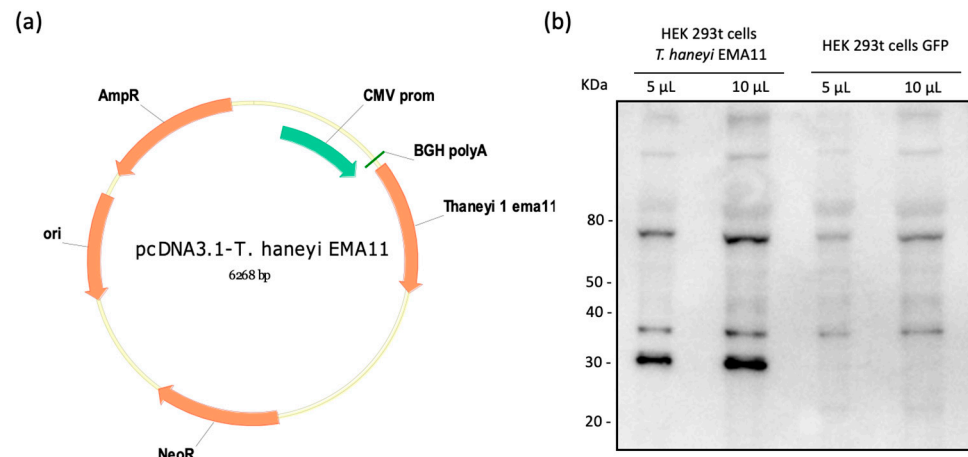 (a)
AmpR
CMV prom
BGH polyA
Thaneyi 1 ema11
ori
pcDNA3.1-T. haneyi EMA11
6268 bp
NeoR
(b)
HEK 293t cells
T. haneyi EMA11
HEK 293t cells GFP
KDa
5 µL
10 µL
5 µL
10 µL
80 -
50 -
40 -
30 -
20 -